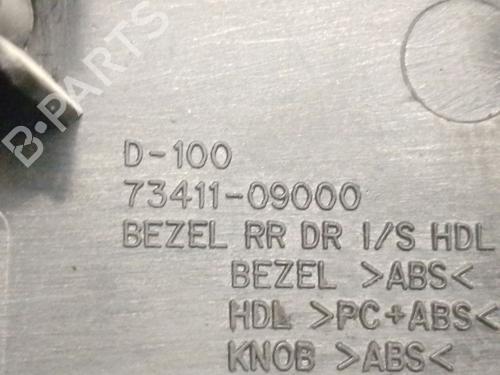 B-PARTS
D-100
73411-09000
BEZEL RR DR I/S HDL
BEZEL >ABS<
HDL >PC+ABS<
KNOB >ABS<